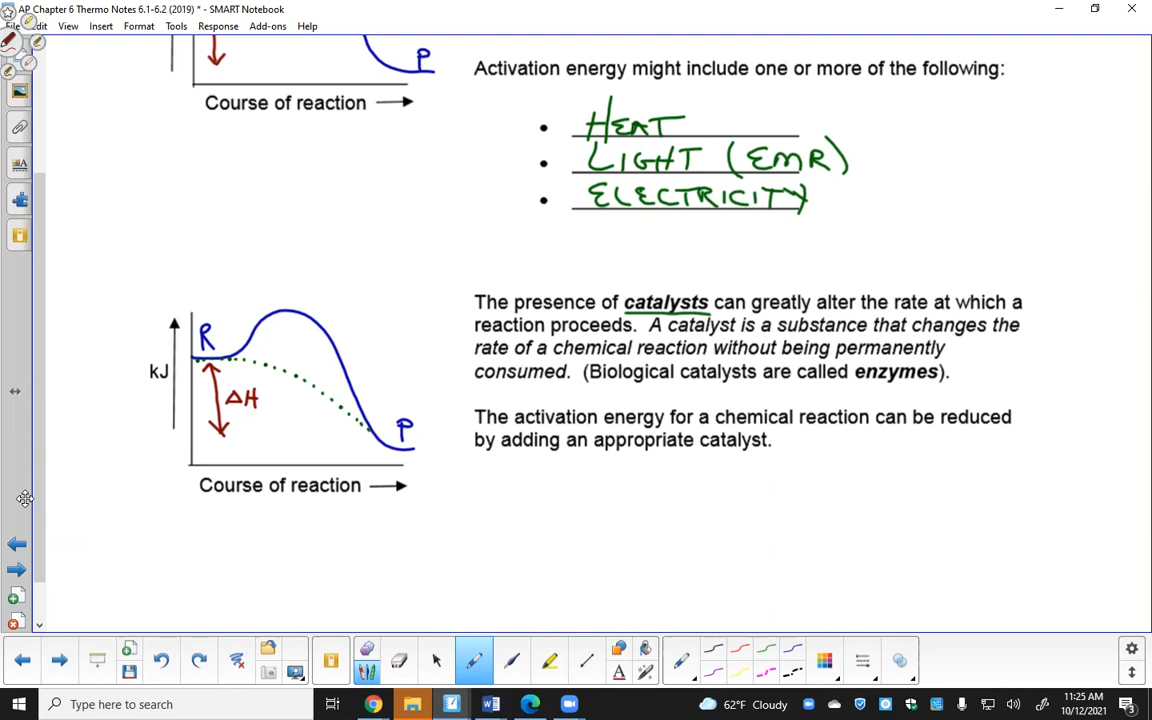 AP Chapter 6 Thermo Notes 6.1-6.2 (2019) * - SMART Notebook
View Insert Format Tools Response Add-ons Help
P
Course of reaction
Activation energy might include one or more of the following:
• HEAT
• LIGHT (EMR)
• ELECTRICITY
R
kJ
ΔH
P
Course of reaction
The presence of catalysts can greatly alter the rate at which a
reaction proceeds. A catalyst is a substance that changes the
rate of a chemical reaction without being permanently
consumed. (Biological catalysts are called enzymes).
The activation energy for a chemical reaction can be reduced
by adding an appropriate catalyst.
Type here to search
62°F Cloudy
11:25 AM
10/12/2021
3